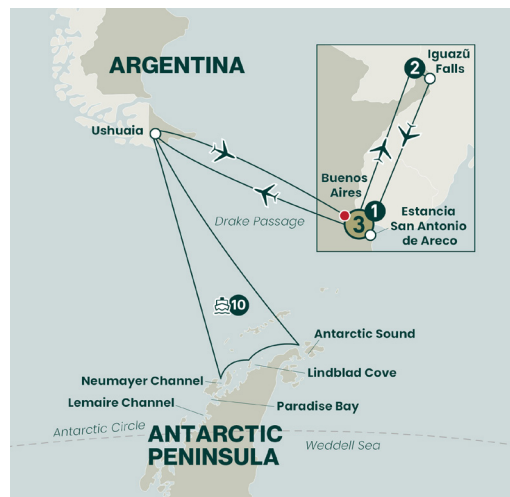 ARGENTINA
Iguazū
Falls
2
Ushuaia
Buenos
Aires
1
3
Estancia
San Antonio
de Areco
Drake Passage
10
Antarctic Sound
Lindblad Cove
Neumayer Channel
Lemaire Channel
Paradise Bay
Antarctic Circle
ANTARCTIC
PENINSULA
Weddell Sea